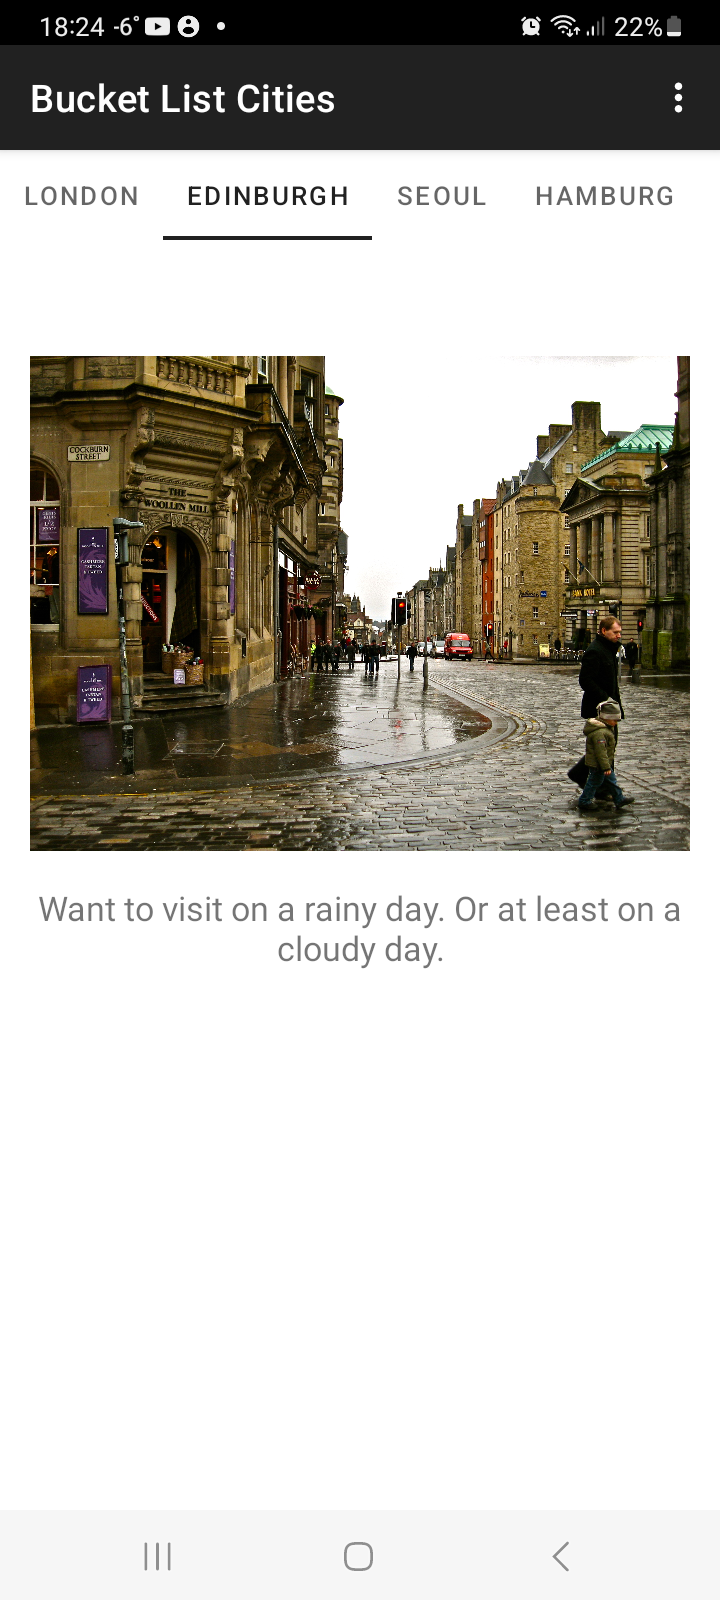 18:24 -6° 22%
Bucket List Cities
LONDON EDINBURGH SEOUL HAMBURG
COCKBURN
STREET
THE
WOOLLEN MILL
Want to visit on a rainy day. Or at least on a
cloudy day.